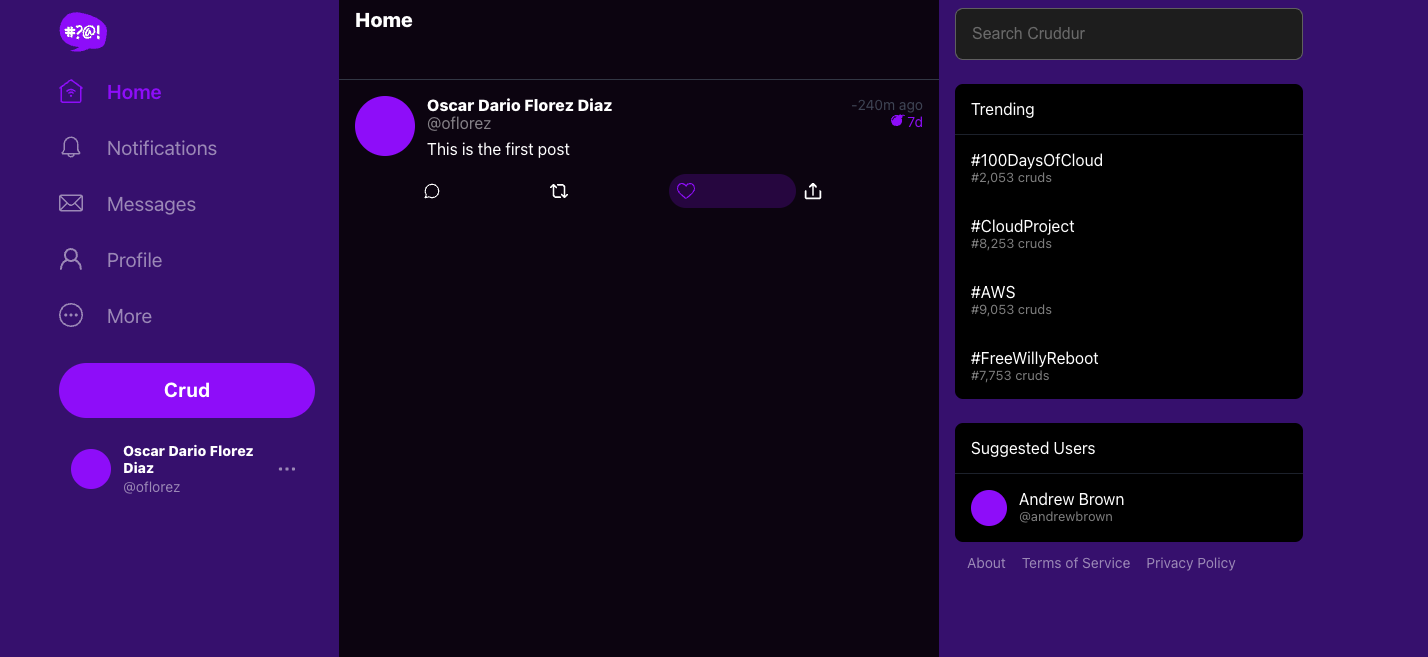 #?@!
Home
Notifications
Messages
Profile
More
Crud
Oscar Dario Florez
Diaz
@oflorez
Home
Oscar Dario Florez Diaz
@oflorez
-240m ago
7d
This is the first post
Search Cruddur
Trending
#100DaysOfCloud
#2,053 cruds
#CloudProject
#8,253 cruds
#AWS
#9,053 cruds
#FreeWillyReboot
#7,753 cruds
Suggested Users
Andrew Brown
@andrewbrown
About Terms of Service Privacy Policy